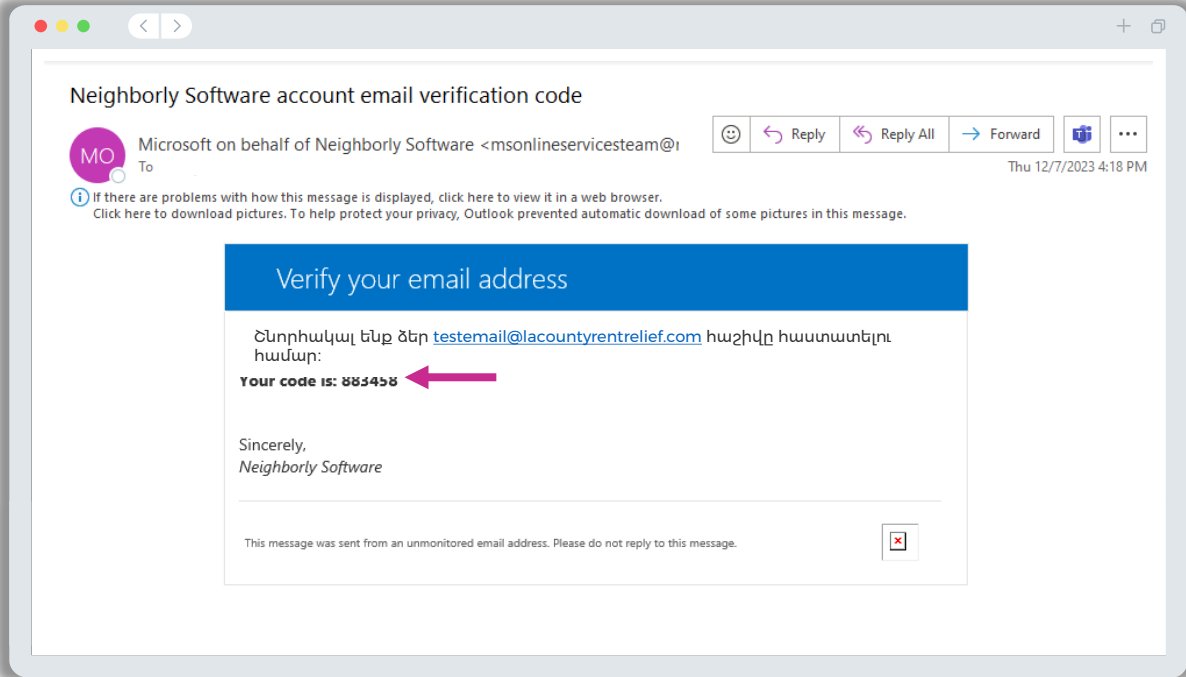 Neighborly Software account email verification code
MO
Microsoft on behalf of Neighborly Software <msonlineservicesteam@r
To
Reply
Reply All
Forward
Thu 12/7/2023 4:18 PM
If there are problems with how this message is displayed, click here to view it in a web browser.
Click here to download pictures. To help protect your privacy, Outlook prevented automatic download of some pictures in this message.
Verify your email address
Շնորհակալ ենք ձեր testemail@lacountyrentrelief.com հաշիվը հաստատելու
համար:
Your code is: 883458
Sincerely,
Neighborly Software
This message was sent from an unmonitored email address. Please do not reply to this message.